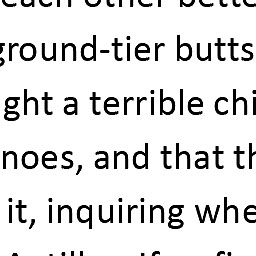 each other bette
ground-tier butts
ght a terrible chi
noes, and that th
it, inquiring whe